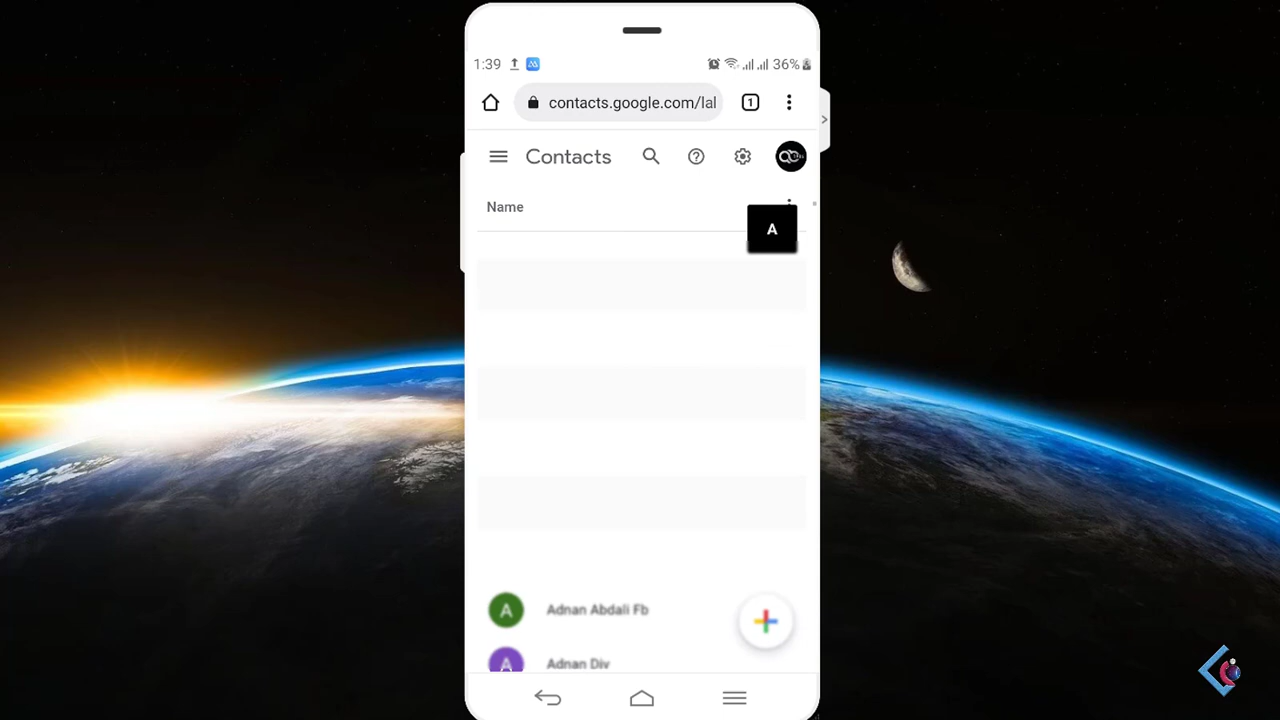 1:39 36%
contacts.google.com/lal 1
Contacts
Name
A
A Adnan Abdali Fb
A Adnan Div